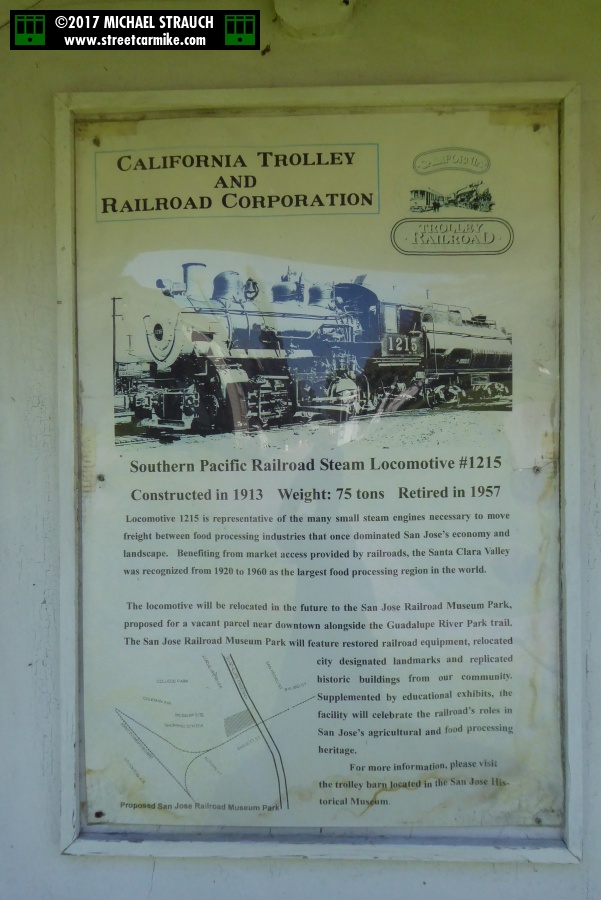 ©2017 MICHAEL STRAUCH
www.streetcarmike.com
CALIFORNIA TROLLEY
AND
RAILROAD CORPORATION
CALIFORNIA
TROLLEY
RAILROAD
1215
Southern Pacific Railroad Steam Locomotive #1215
Constructed in 1913 Weight: 75 tons Retired in 1957
Locomotive 1215 is representative of the many small steam engines necessary to move
freight between food processing industries that once dominated San Jose's economy and
landscape. Benefiting from market access provided by railroads, the Santa Clara Valley
was recognized from 1920 to 1960 as the largest food processing region in the world.
The locomotive will be relocated in the future to the San Jose Railroad Museum Park,
proposed for a vacant parcel near downtown alongside the Guadalupe River Park trail.
The San Jose Railroad Museum Park will feature restored railroad equipment, relocated
city designated landmarks and replicated
historic buildings from our community.
Supplemented by educational exhibits, the
facility will celebrate the railroad's roles in
San Jose's agricultural and food processing
heritage.
For more information, please visit
the trolley barn located in the San Jose His-
torical Museum.
Proposed San Jose Railroad Museum Park